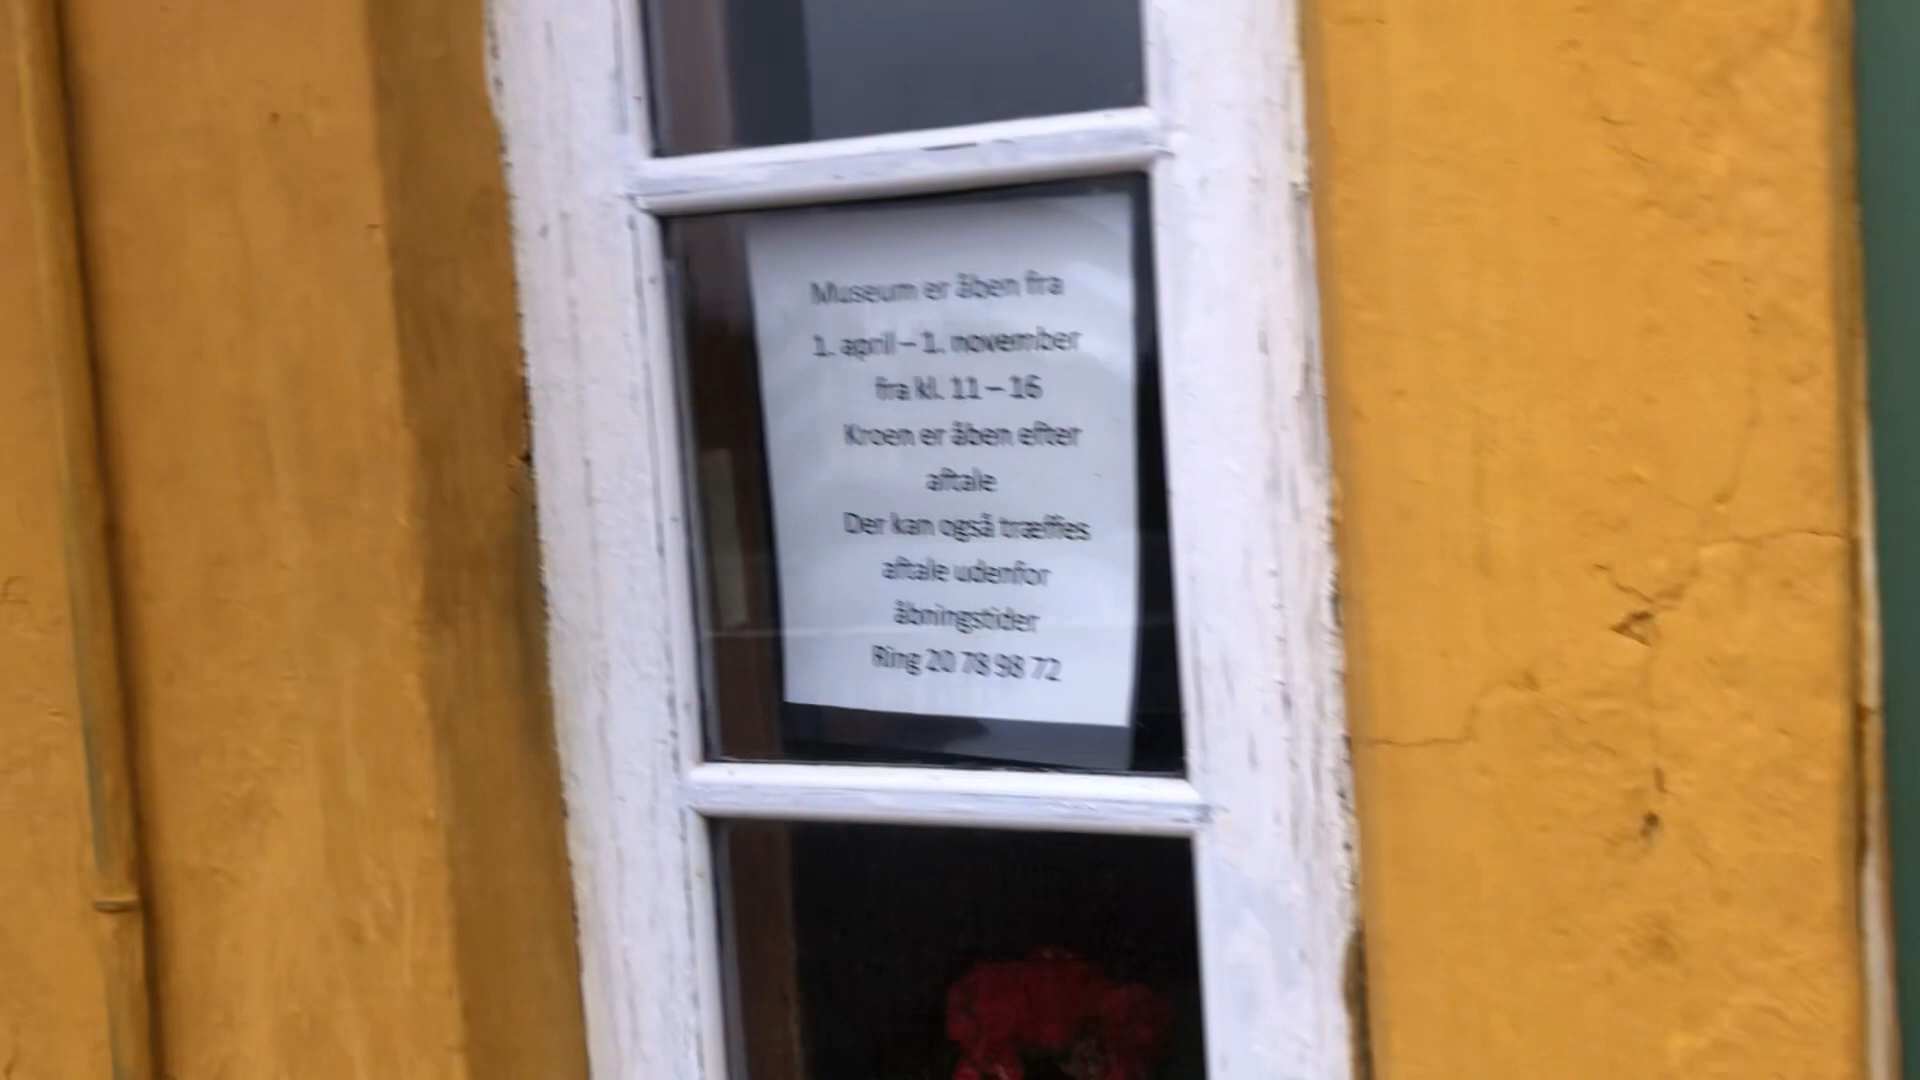 Museum er åben fra
1. april – 1. november
fra kl. 11 – 16
Kroen er åben efter
aftale
Der kan også træffes
aftale udenfor
åbningstider
Ring 20 78 98 72